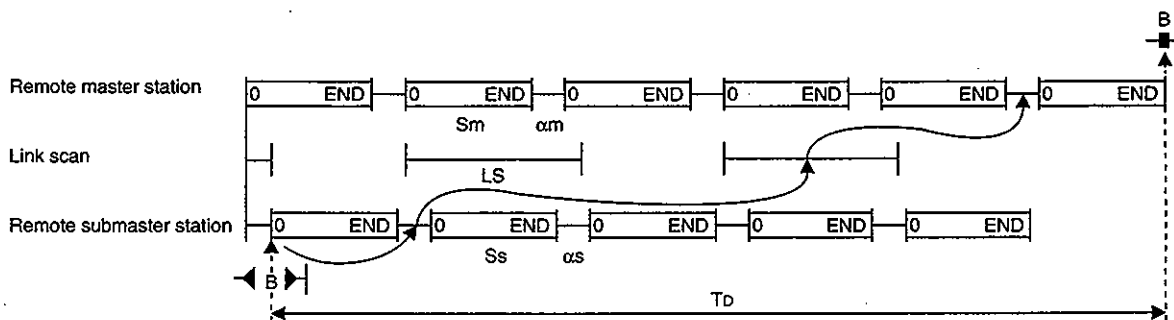 B
Remote master station
0 END 0 END 0 END 0 END 0 END 0 END
Sm αm
Link scan
LS
Remote submaster station
0 END 0 END 0 END 0 END 0 END
Ss αs
B
TD